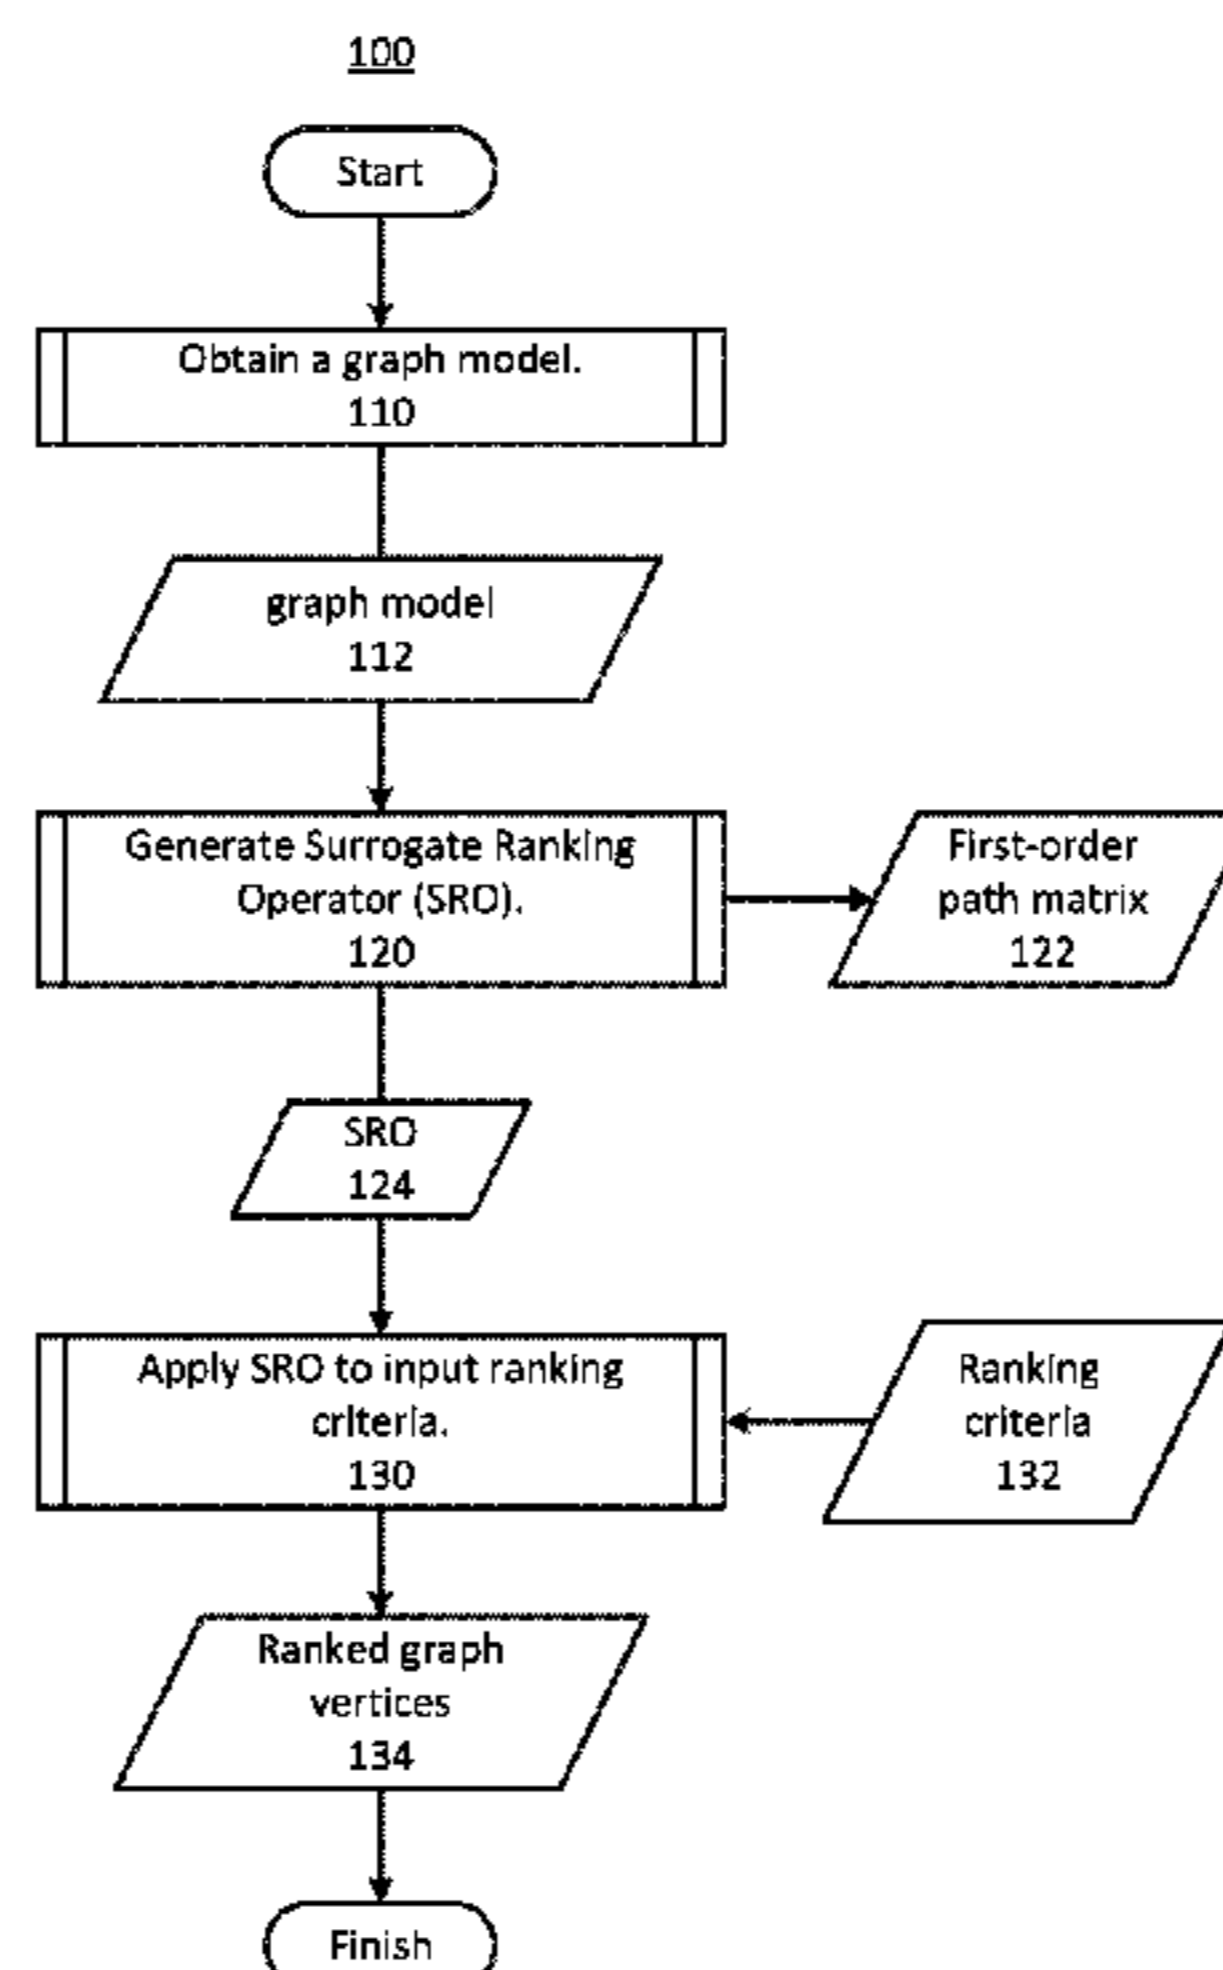 100
Start
Obtain a graph model.
110
graph model
112
Generate Surrogate Ranking
Operator (SRO).
120
First-order
path matrix
122
SRO
124
Apply SRO to input ranking
criteria.
130
Ranking
criteria
132
Ranked graph
vertices
134
Finish